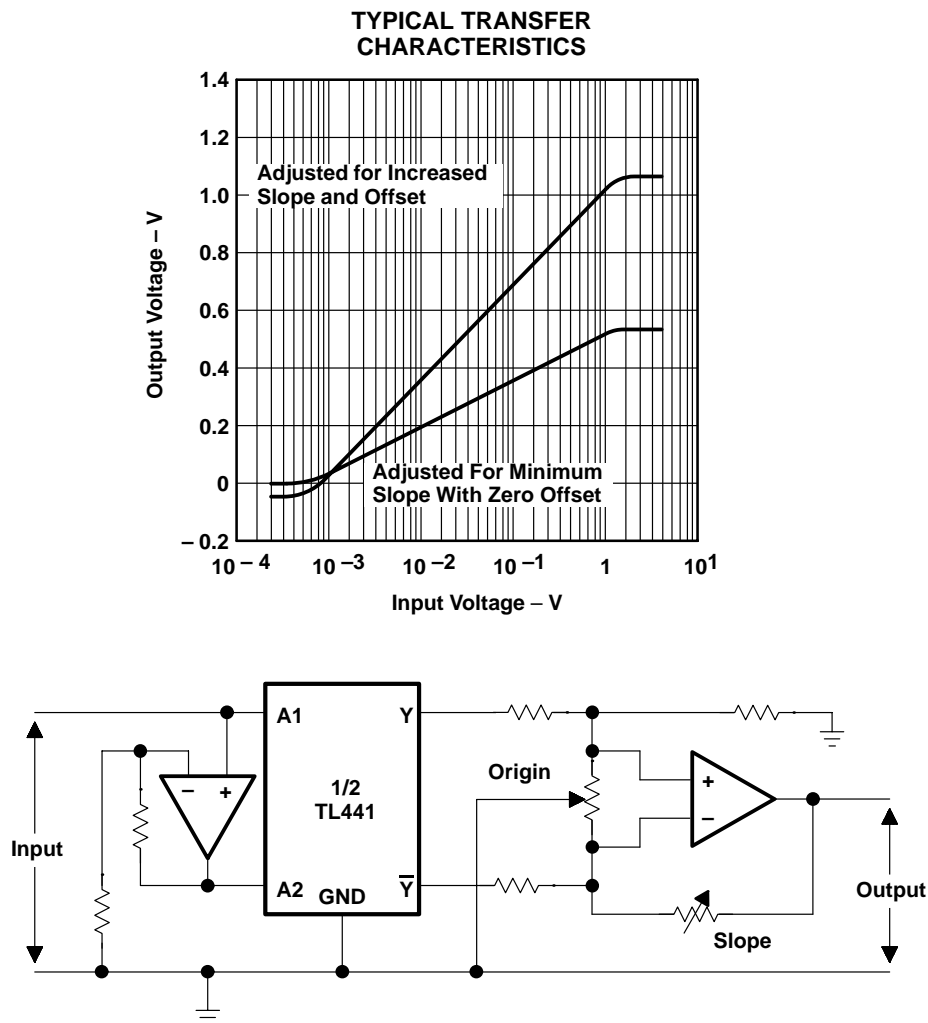 TYPICAL TRANSFER
CHARACTERISTICS
1.4
1.2
1.0
0.8
0.6
0.4
0.2
0
– 0.2
Output Voltage – V
Adjusted for Increased
Slope and Offset
Adjusted For Minimum
Slope With Zero Offset
10 – 4
10 –3
10 –2
10 –1
1
101
Input Voltage – V
A1
Y
–
+
1/2
TL441
Origin
+
–
Input
A2
GND
Y
Output
Slope